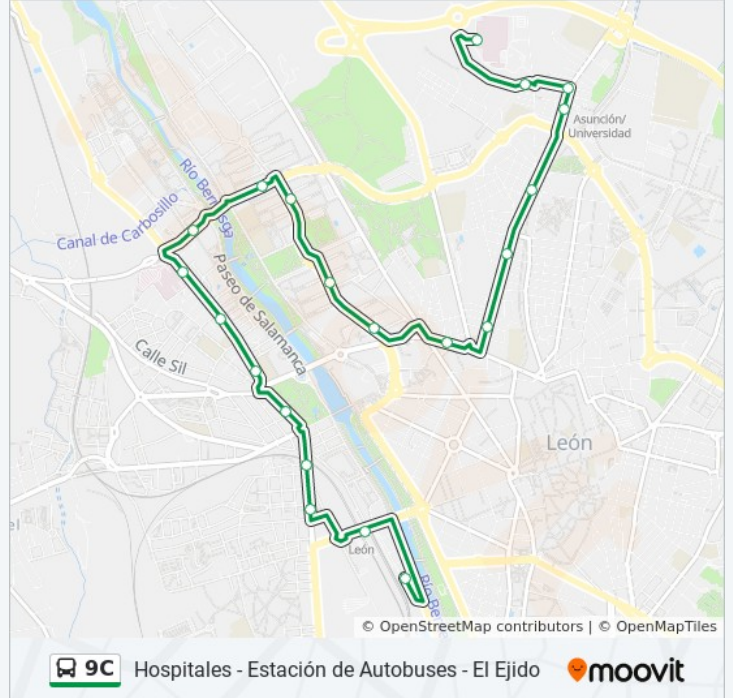 Asunción/
Universidad
Río Bernesga
Canal de Carbosillo
Paseo de Salamanca
Calle Sil
León
el
León
Río Be
© OpenStreetMap contributors | © OpenMapTiles
9C Hospitales - Estación de Autobuses - El Ejido moovit